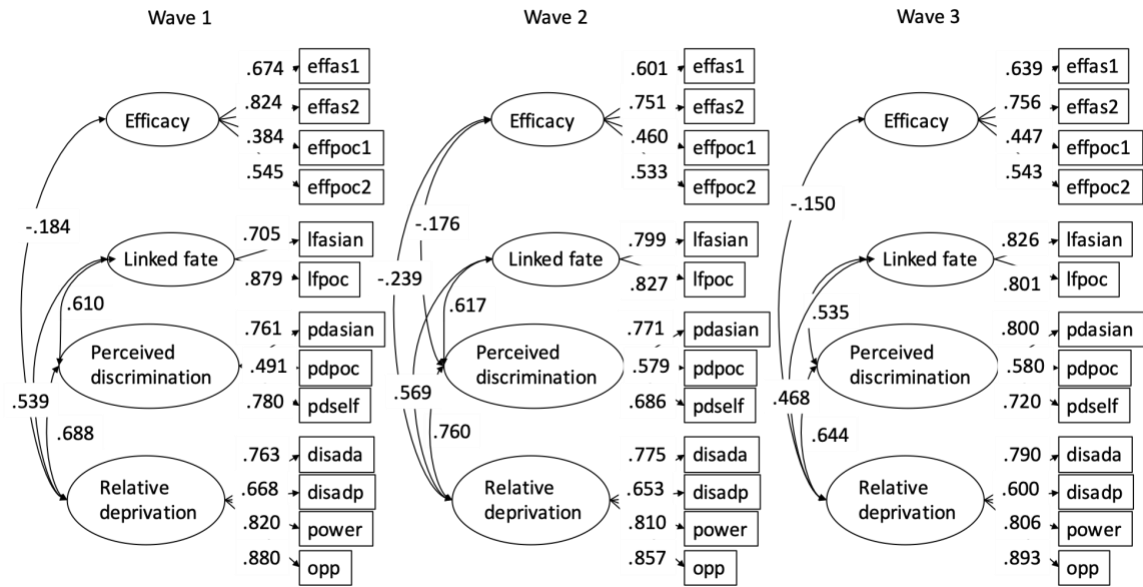 Wave 1
Wave 2
Wave 3
Efficacy
.674
effas1
.824
effas2
.384
effpoc1
.545
effpoc2
-.184
Linked fate
.705
lfasian
.879
lfpoc
.610
Perceived
discrimination
.761
pdasian
.491
pdpoc
.780
pdself
.539
.688
Relative
deprivation
.763
disada
.668
disadp
.820
power
.880
opp
Efficacy
.601
effas1
.751
effas2
.460
effpoc1
.533
effpoc2
-.176
-.239
Linked fate
.799
lfasian
.827
lfpoc
.617
Perceived
discrimination
.771
pdasian
.579
pdpoc
.686
pdself
.569
.760
Relative
deprivation
.775
disada
.653
disadp
.810
power
.857
opp
Efficacy
.639
effas1
.756
effas2
.447
effpoc1
.543
effpoc2
-.150
Linked fate
.826
lfasian
.801
lfpoc
.535
Perceived
discrimination
.800
pdasian
.580
pdpoc
.720
pdself
.468
.644
Relative
deprivation
.790
disada
.600
disadp
.806
power
.893
opp